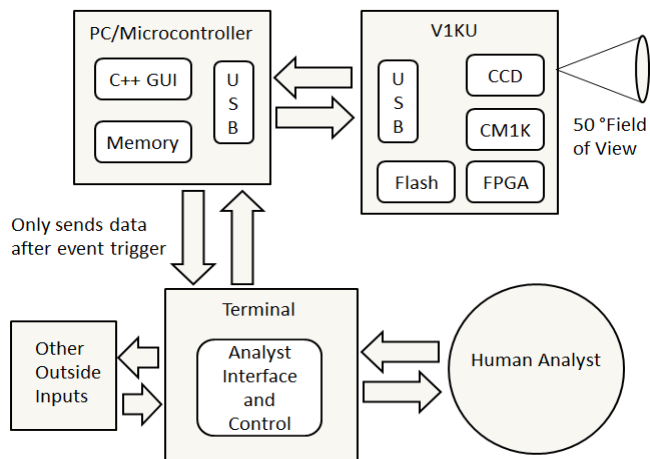 PC/Microcontroller
C++ GUI
Memory
U
S
B
V1KU
U
S
B
CCD
CM1K
Flash
FPGA
50 °Field
of View
Only sends data
after event trigger
Terminal
Analyst
Interface
and
Control
Other
Outside
Inputs
Human Analyst